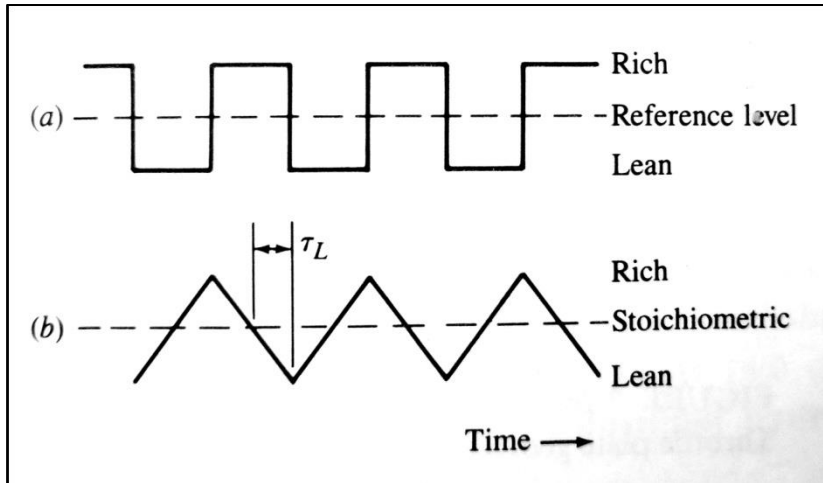 Rich
(a)
Reference level
Lean
τL
Rich
(b)
Stoichiometric
Lean
Time